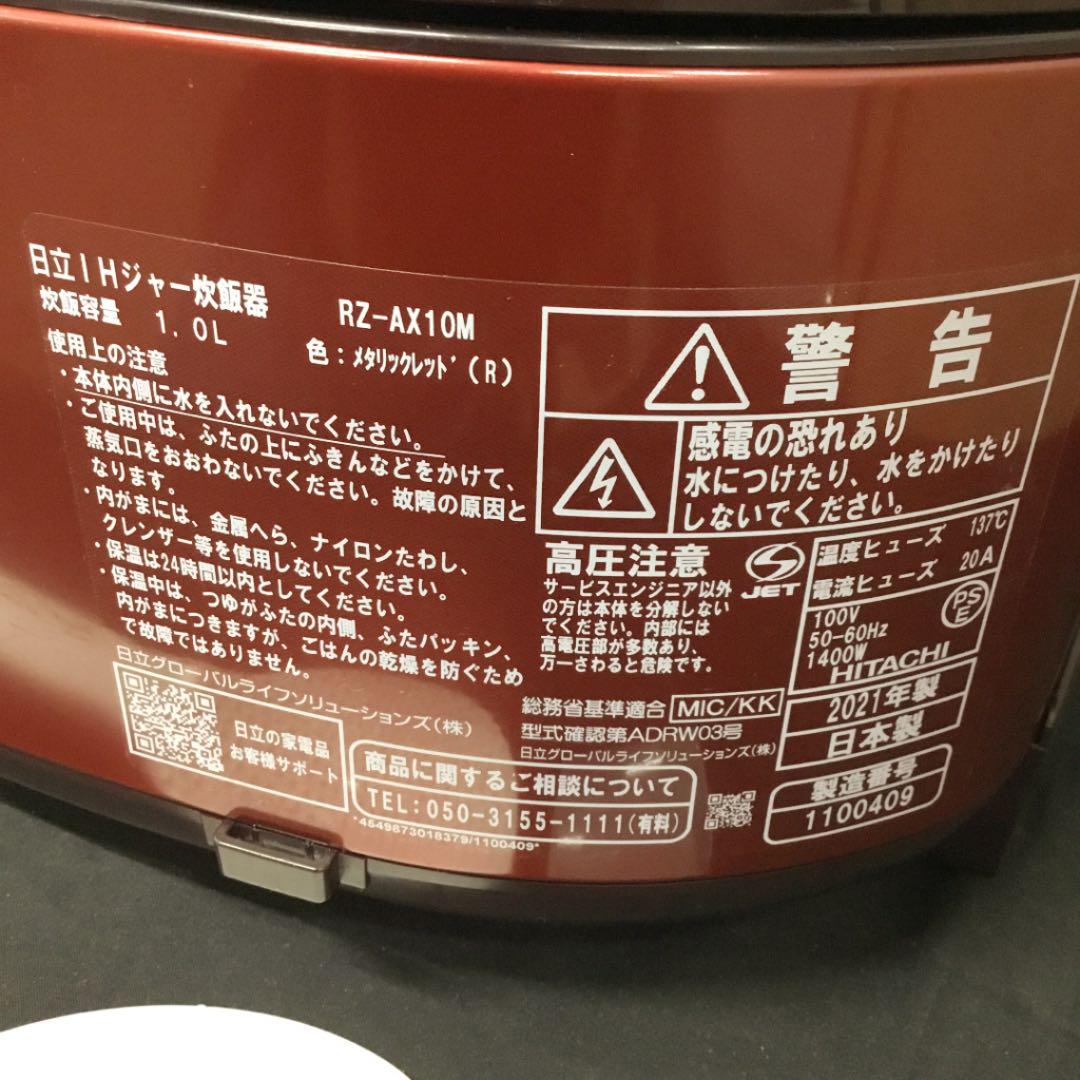 日立IHジャー炊飯器
炊飯容量 1.0L
RZ-AX10M
色:メタリックレッド(R)
使用上の注意
・本体内側に水を入れないでください。
・ご使用中は、ふたの上にふきんなどをかけて、
蒸気口をおおわないでください。故障の原因と
なります。
・内がまには、金属へら、ナイロンたわし、
クレンザー等を使用しないでください。
・保温は24時間以内としてください。
・保温中は、つゆがふたの内側、ふたパッキン、
内がまにつきますが、ごはんの乾燥を防ぐため
で故障ではありません。
日立グローバルライフソリューションズ(株)
日立の家電品
お客様サポート
警告
感電の恐れあり
水につけたり、水をかけたり
しないでください。
高圧注意
サービスエンジニア以外
の方は本体を分解しない
でください。内部には
高電圧部が多数あり、
万一さわると危険です。
S
JET
温度ヒューズ 137℃
電流ヒューズ 20A
100V
50-60Hz
1400W
PS
E
HITACHI
2021年製
日本製
総務省基準適合 MIC/KK
型式確認第ADRW03号
日立グローバルライフソリューションズ(株)
商品に関するご相談について
TEL:050-3155-1111(有料)
*4549873018379/1100409*
製造番号
1100409